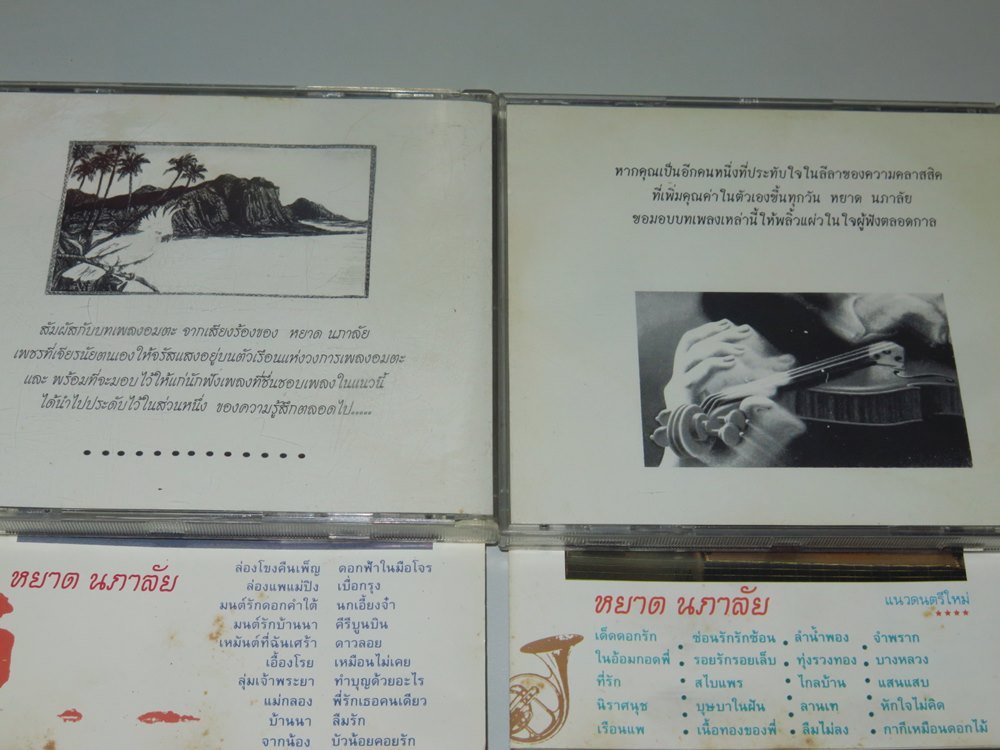 สัมผัสกับบทเพลงอมตะ จากเสียงร้องของ หยาด นภาลัย
เพชรที่เจียรนัยตนเองให้จรัสแสงอยู่บนตัวเรือนแห่งวงการเพลงอมตะ
และ พร้อมที่จะมอบไว้ให้แก่นักฟังเพลงที่ชื่นชอบเพลงในแนวนี้
ได้นำไปประดับไว้ในส่วนหนึ่ง ของความรู้สึกตลอดไป.....
หากคุณเป็นอีกคนหนึ่งที่ประทับใจในลีลาของความคลาสสิค
ที่เพิ่มคุณค่าในตัวเองขึ้นทุกวัน หยาด นภาลัย
ขอมอบบทเพลงเหล่านี้ให้พลิ้วแผ่วในใจผู้ฟังตลอดกาล
หยาด นภาลัย
ล่องโขงคืนเพ็ญ ดอกฟ้าในมือโจร
ล่องแพแม่ปิง เบื่อกรุง
มนต์รักดอกคำใต้ นกเอี้ยงจ๋า
มนต์รักบ้านนา คีรีบูนบิน
เหมันต์ที่ฉันเศร้า ดาวลอย
เอื้องโรย เหมือนไม่เคย
ลุ่มเจ้าพระยา ทำบุญด้วยอะไร
แม่กลอง พี่รักเธอคนเดียว
บ้านนา ลืมรัก
จากน้อง บัวน้อยคอยรัก
หยาด นภาลัย
แนวดนตรีใหม่
เด็ดดอกรัก • ซ่อนรักรักซ้อน • ลำน้ำพอง • จำพราก
ในอ้อมกอดพี่ • รอยรักรอยเล็บ • ทุ่งรวงทอง • บางหลวง
ที่รัก • สไบแพร • ไกลบ้าน • แสนแสบ
นิราศนุช • บุษบาในฝัน • ลานเท • หักใจไม่คิด
เรือนแพ • เนื้อทองของพี่ • ลืมไม่ลง • กากีเหมือนดอกไม้